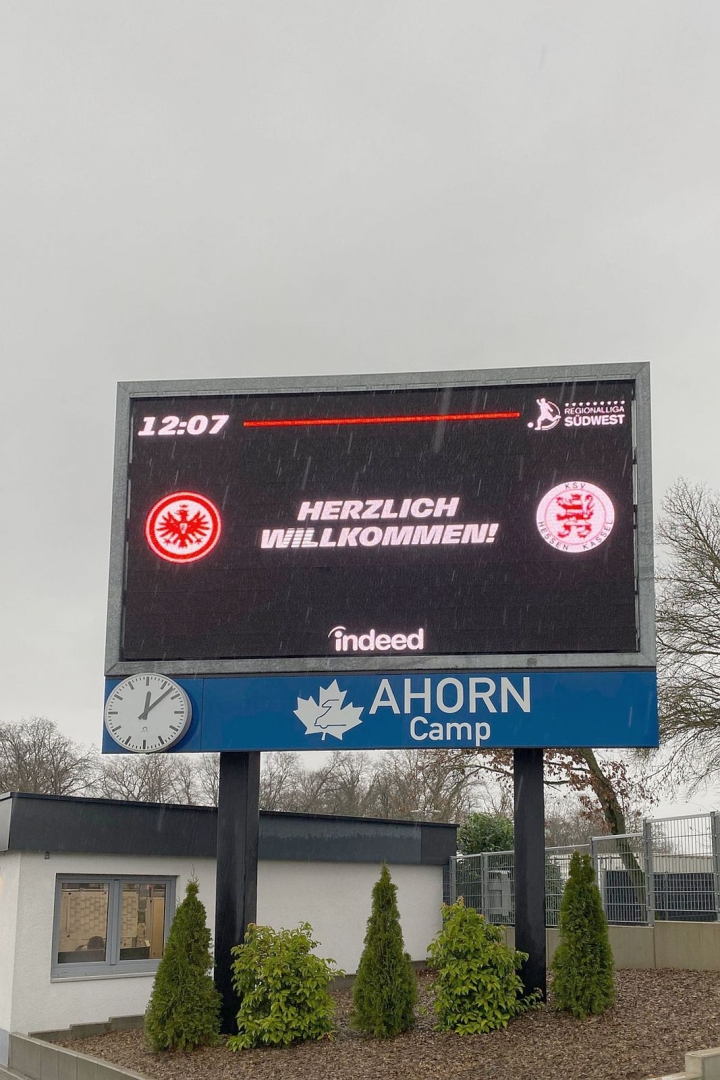 12:07
REGIONALLIGA
SÜDWEST
HERZLICH
WILLKOMMEN!
KSV
HESSEN KASSEL
indeed
AHORN
Camp